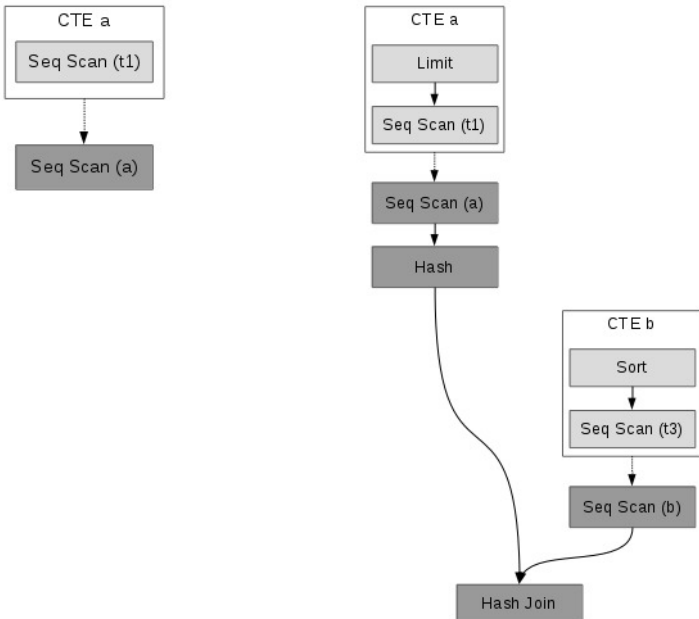 CTE a
Seq Scan (t1)
Seq Scan (a)
CTE a
Limit
Seq Scan (t1)
Seq Scan (a)
Hash
CTE b
Sort
Seq Scan (t3)
Seq Scan (b)
Hash Join